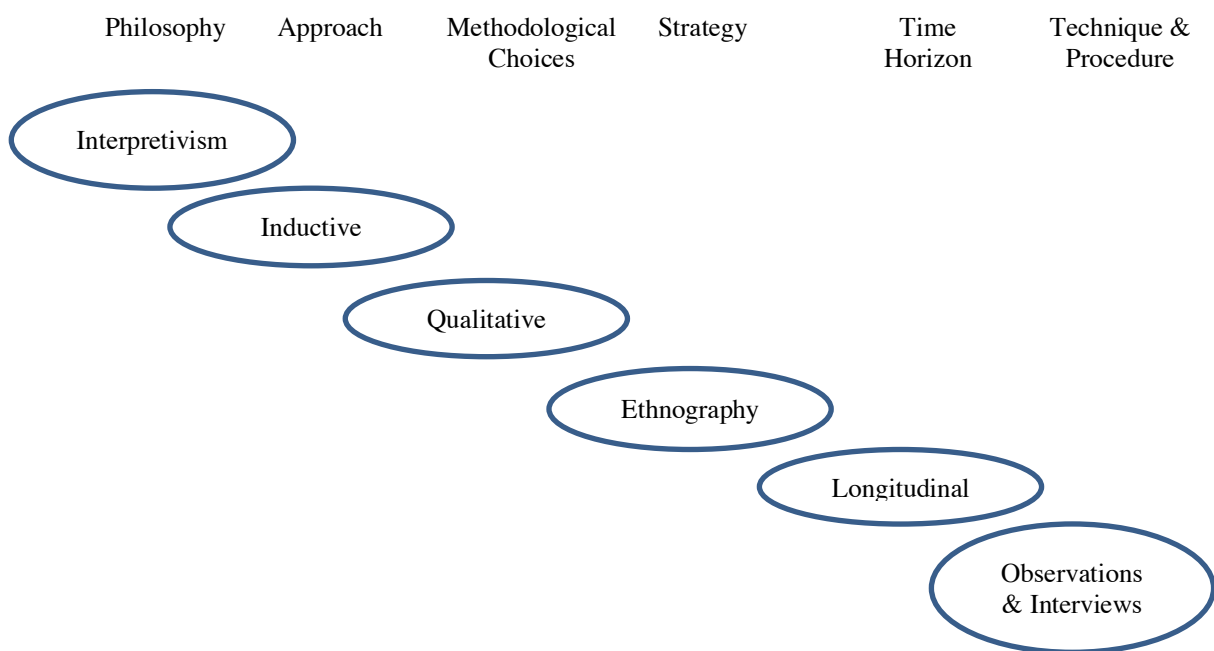 Philosophy
Approach
Methodological
Choices
Strategy
Time
Horizon
Technique &
Procedure
Interpretivism
Inductive
Qualitative
Ethnography
Longitudinal
Observations
& Interviews